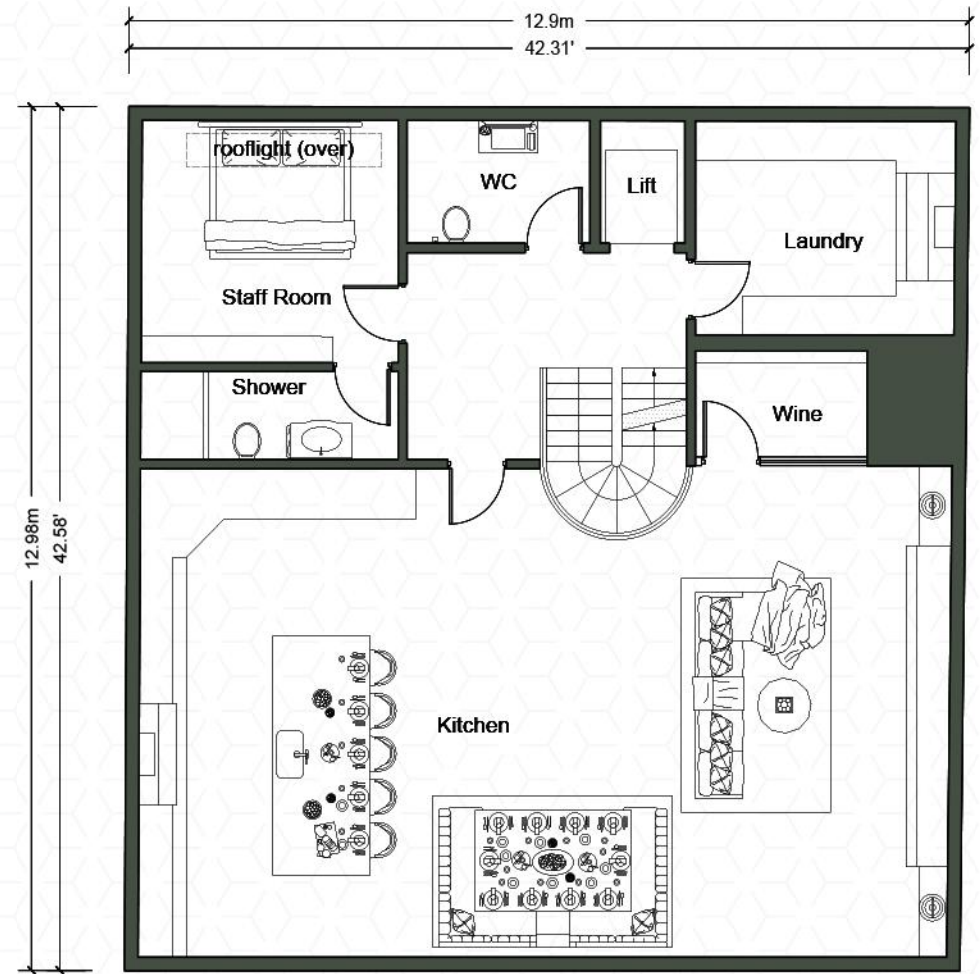 12.9m
42.31'
rooflight (over)
WC
Lift
Laundry
Staff Room
Shower
Wine
12.98m
42.58'
Kitchen